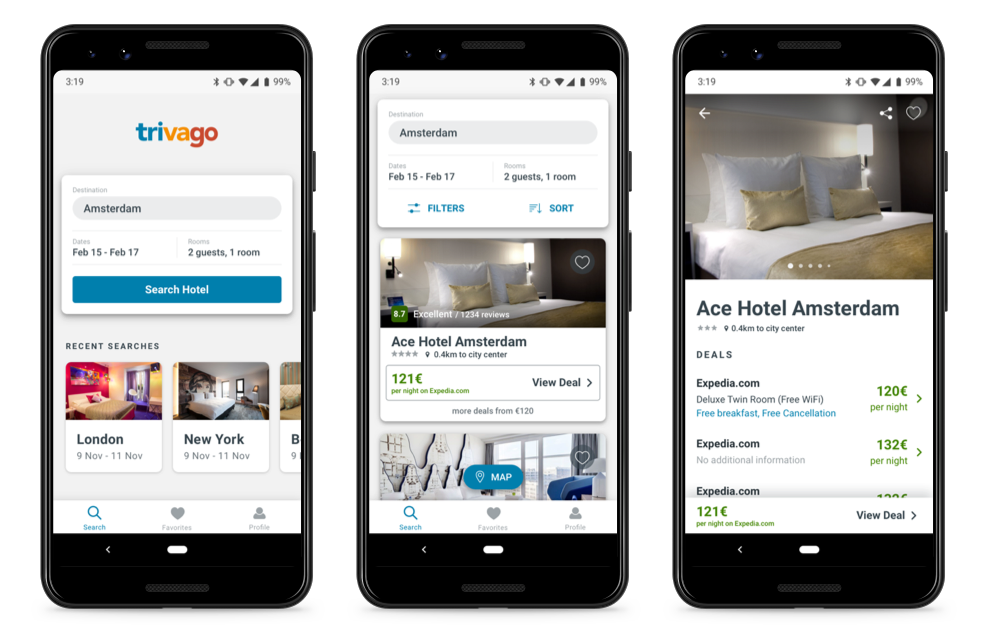 3:19
99%
trivago
Destination
Amsterdam
Dates
Rooms
Feb 15 - Feb 17
2 guests, 1 room
Search Hotel
RECENT SEARCHES
London
9 Nov - 11 Nov
New York
9 Nov - 11 Nov
B
9
Search
Favorites
Profile
3:19
99%
Destination
Amsterdam
Dates
Rooms
Feb 15 - Feb 17
2 guests, 1 room
FILTERS
SORT
8.7 Excellent / 1234 reviews
Ace Hotel Amsterdam
0.4km to city center
121€
per night on Expedia.com
View Deal
more deals from €120
MAP
Search
Favorites
Profile
3:19
99%
Ace Hotel Amsterdam
0.4km to city center
DEALS
Expedia.com
Deluxe Twin Room (Free WiFi)
Free breakfast, Free Cancellation
120€
per night
Expedia.com
No additional information
132€
per night
Expedia.com
121€
per night on Expedia.com
View Deal